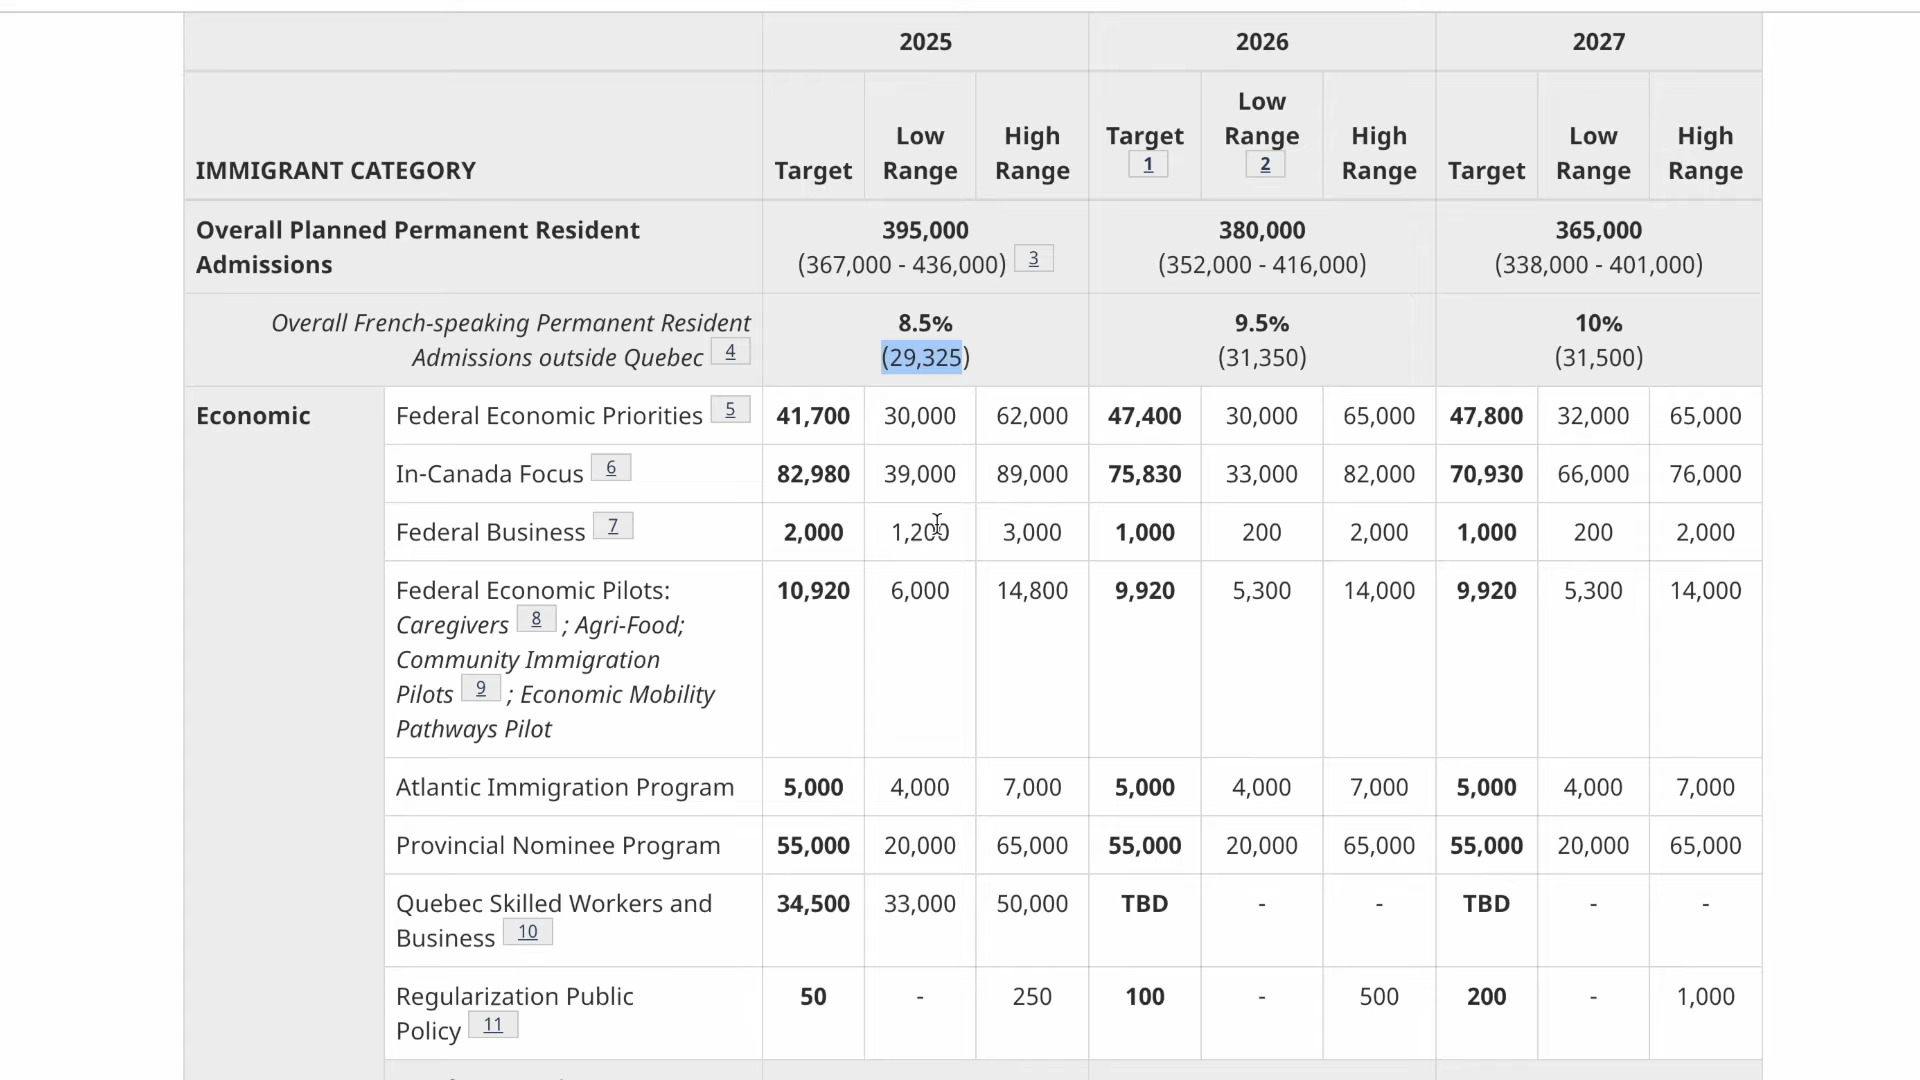 2025 2026 2027
IMMIGRANT CATEGORY Target Low Range High Range Target 1 Low Range 2 High Range Target Low Range High Range
Overall Planned Permanent Resident
Admissions
395,000 380,000 365,000
(367,000 - 436,000) 3 (352,000 - 416,000) (338,000 - 401,000)
Overall French-speaking Permanent Resident
Admissions outside Quebec 4
8.5% 9.5% 10%
(29,325) (31,350) (31,500)
Economic Federal Economic Priorities 5 41,700 30,000 62,000 47,400 30,000 65,000 47,800 32,000 65,000
In-Canada Focus 6 82,980 39,000 89,000 75,830 33,000 82,000 70,930 66,000 76,000
Federal Business 7 2,000 1,200 3,000 1,000 200 2,000 1,000 200 2,000
Federal Economic Pilots: 10,920 6,000 14,800 9,920 5,300 14,000 9,920 5,300 14,000
Caregivers 8 ; Agri-Food;
Community Immigration
Pilots 9 ; Economic Mobility
Pathways Pilot
Atlantic Immigration Program 5,000 4,000 7,000 5,000 4,000 7,000 5,000 4,000 7,000
Provincial Nominee Program 55,000 20,000 65,000 55,000 20,000 65,000 55,000 20,000 65,000
Quebec Skilled Workers and 34,500 33,000 50,000 TBD - - TBD - -
Business 10
Regularization Public 50 - 250 100 - 500 200 - 1,000
Policy 11